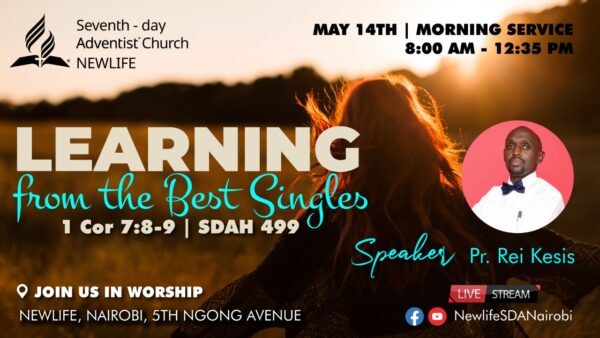 Seventh - day
Adventist® Church
NEWLIFE
MAY 14TH | MORNING SERVICE
8:00 AM - 12:35 PM
LEARNING
from the Best Singles
1 Cor 7:8-9 | SDAH 499
Speaker Pr. Rei Kesis
JOIN US IN WORSHIP
NEWLIFE, NAIROBI, 5TH NGONG AVENUE
LIVE STREAM
NewlifeSDANairobi